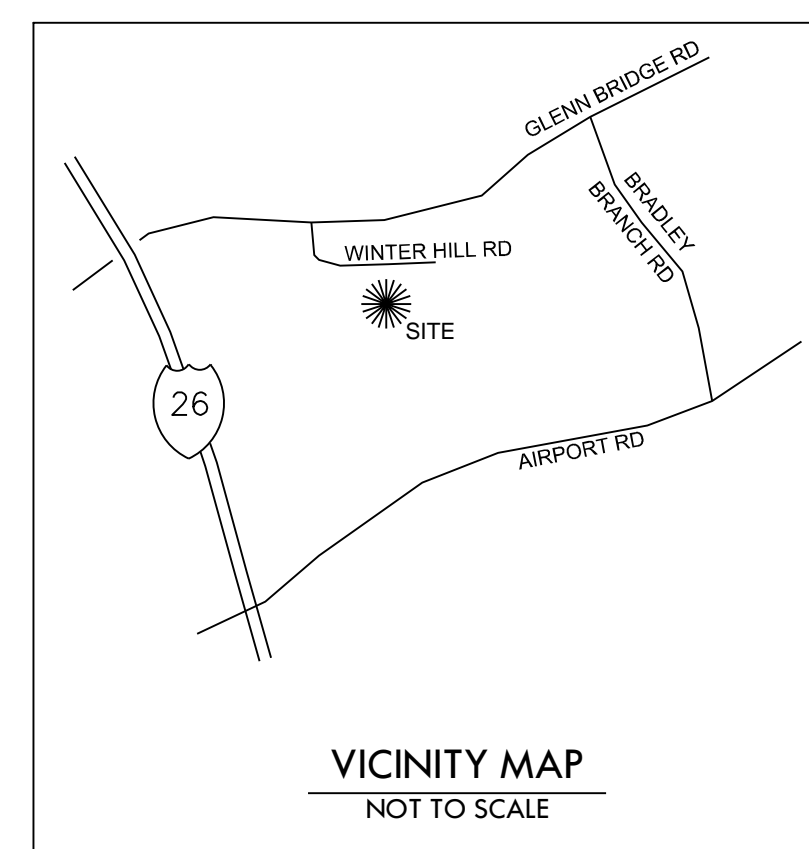 GLENN BRIDGE RD
BRADLEY
BRANCH RD
WINTER HILL RD
SITE
26
AIRPORT RD
VICINITY MAP
NOT TO SCALE